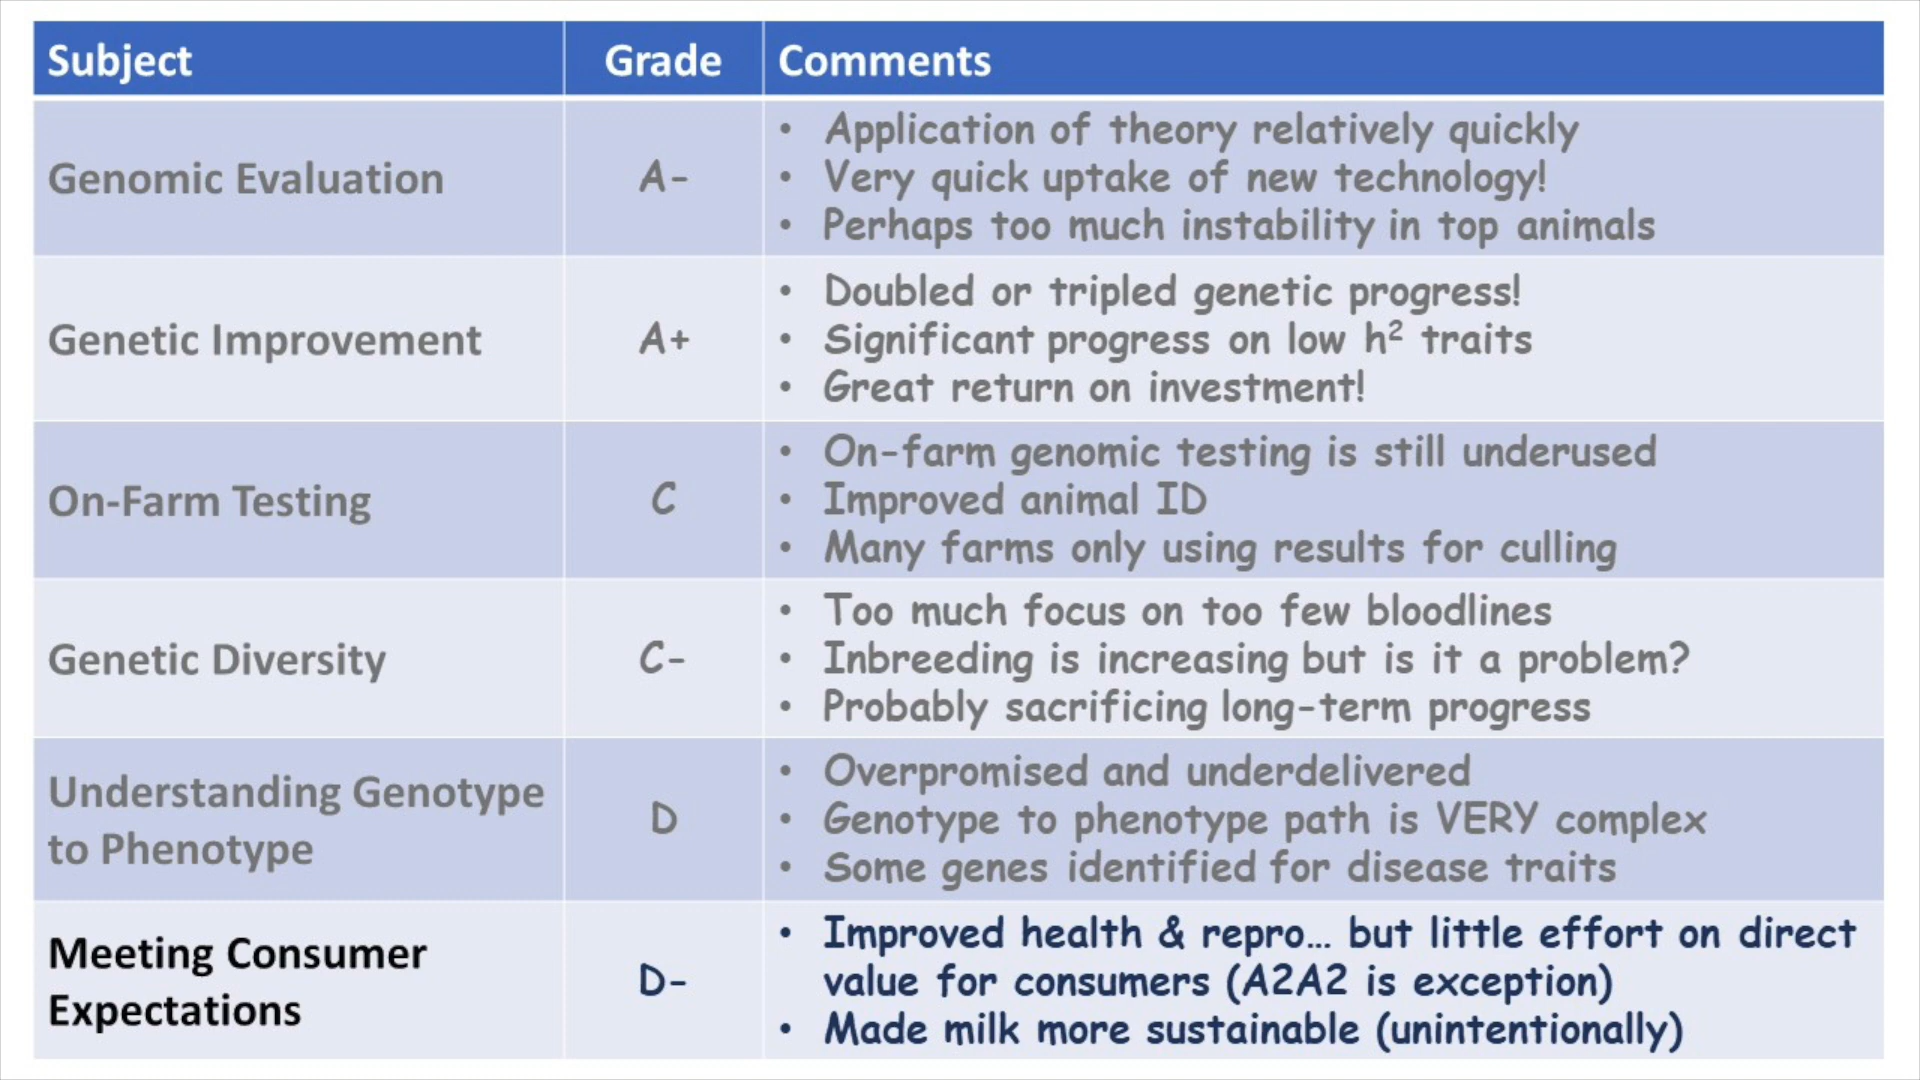 Subject Grade Comments
Genomic Evaluation A-
• Application of theory relatively quickly
• Very quick uptake of new technology!
• Perhaps too much instability in top animals
Genetic Improvement A+
• Doubled or tripled genetic progress!
• Significant progress on low h² traits
• Great return on investment!
On-Farm Testing C
• On-farm genomic testing is still underused
• Improved animal ID
• Many farms only using results for culling
Genetic Diversity C-
• Too much focus on too few bloodlines
• Inbreeding is increasing but is it a problem?
• Probably sacrificing long-term progress
Understanding Genotype
to Phenotype
D
• Overpromised and underdelivered
• Genotype to phenotype path is VERY complex
• Some genes identified for disease traits
Meeting Consumer
Expectations
D-
• Improved health & repro… but little effort on direct
value for consumers (A2A2 is exception)
• Made milk more sustainable (unintentionally)